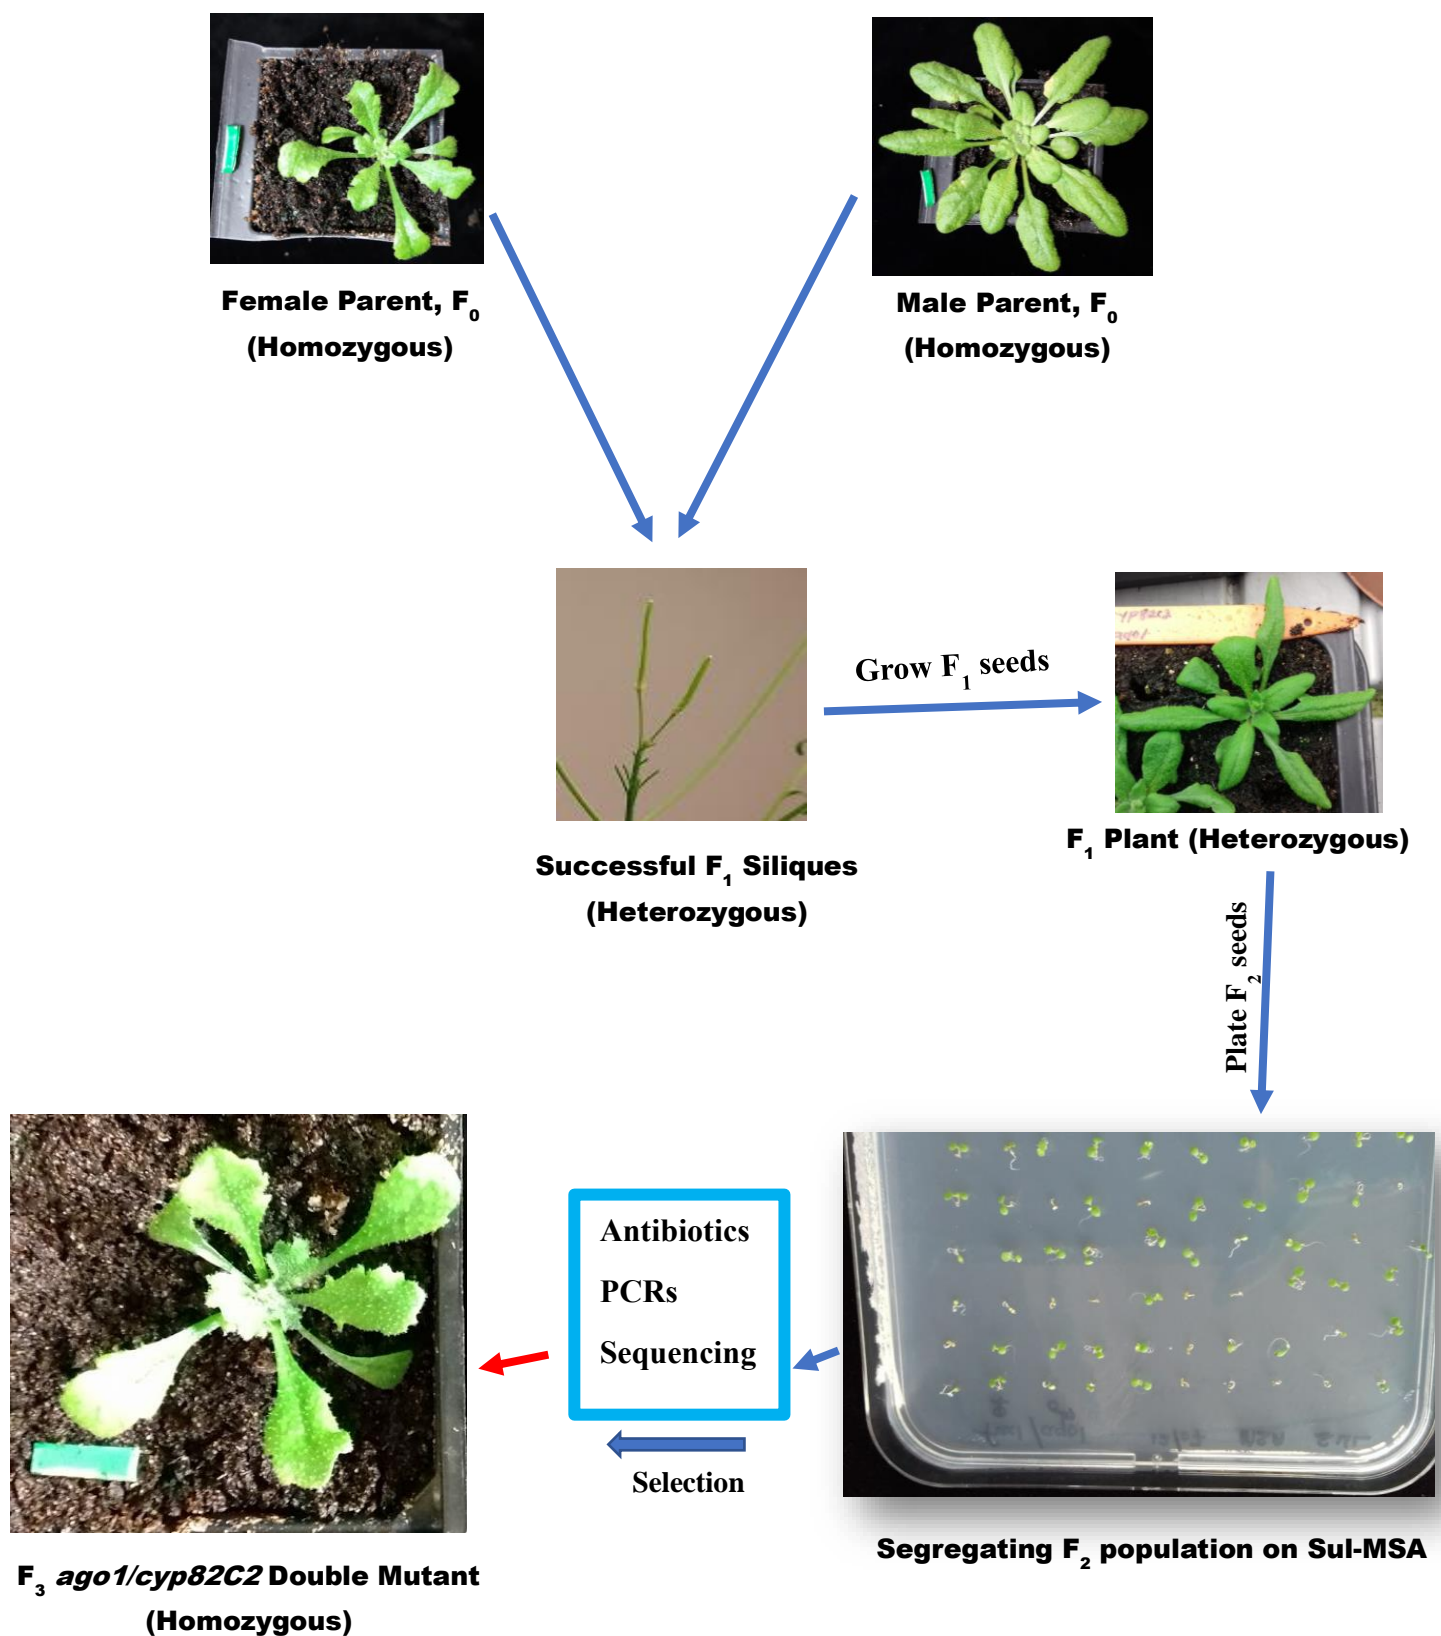 Female Parent, F0
(Homozygous)
Male Parent, F0
(Homozygous)
Grow F1 seeds
Successful F1 Siliques
(Heterozygous)
F1 Plant (Heterozygous)
Plate F2 seeds
Antibiotics
PCRs
Sequencing
Selection
Segregating F2 population on Sul-MSA
F3 ago1/cyp82C2 Double Mutant
(Homozygous)